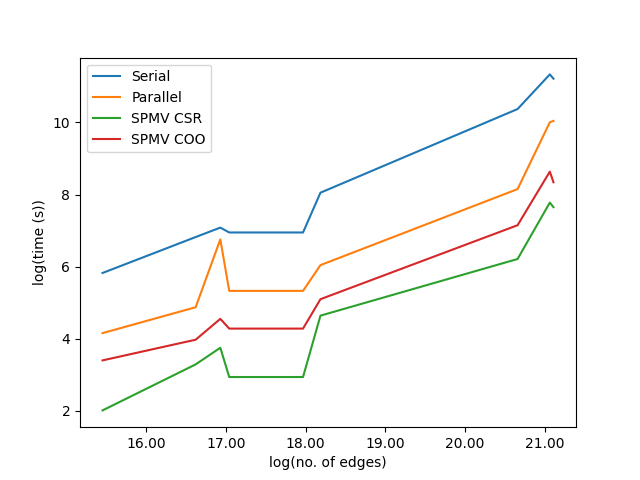 Serial
Parallel
SPMV CSR
SPMV COO
log(time (s))
10
8
6
4
2
16.00 17.00 18.00 19.00 20.00 21.00
log(no. of edges)